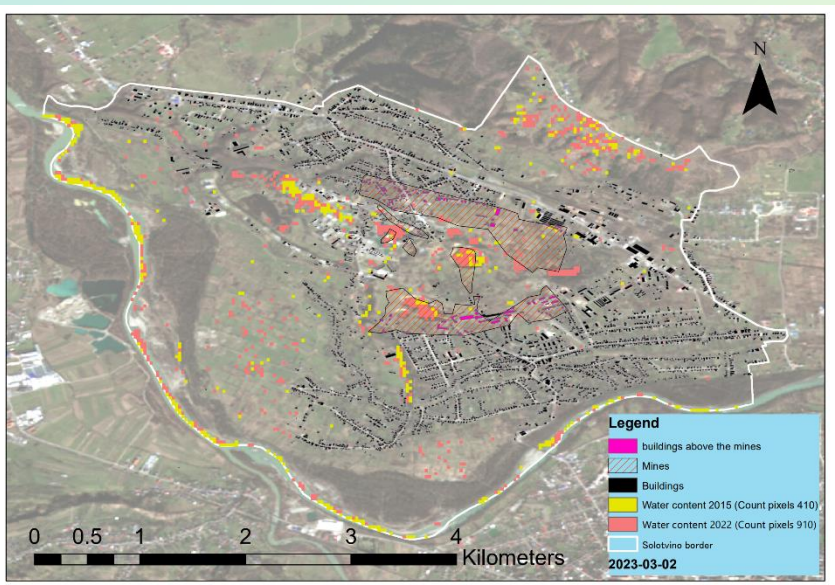 N
Legend
buildings above the mines
Mines
Buildings
Water content 2015 (Count pixels 410)
Water content 2022 (Count pixels 910)
Solotvino border
2023-03-02
0 0.5 1 2 3 4
Kilometers